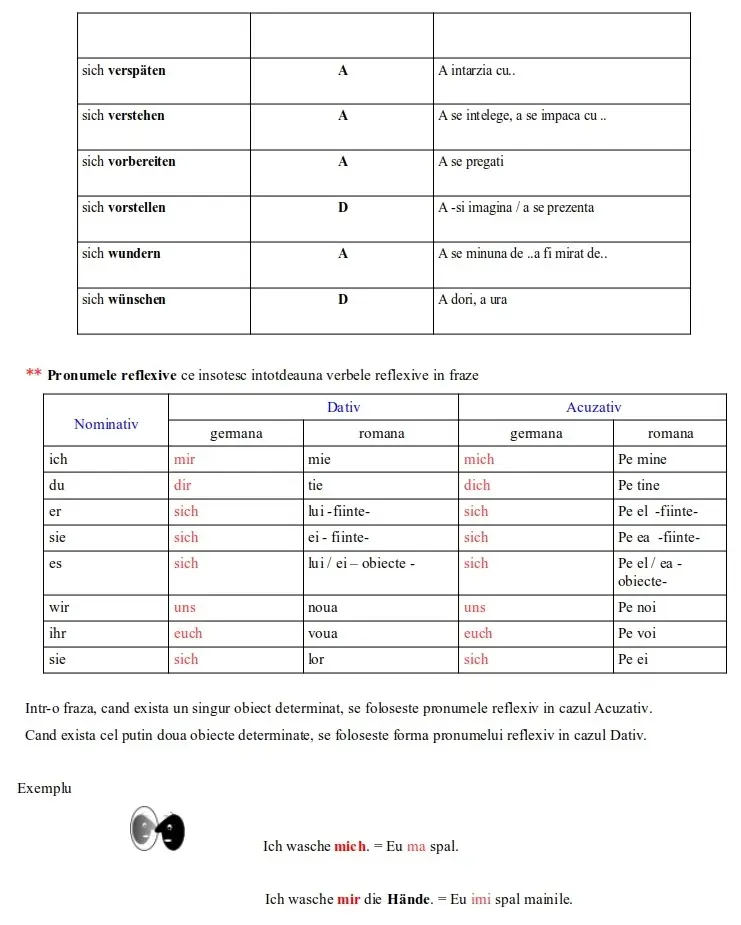 sich verspäten A A intarzia cu..
sich verstehen A A se intelege, a se impaca cu ..
sich vorbereiten A A se pregati
sich vorstellen D A -si imagina / a se prezenta
sich wundern A A se minuna de ..a fi mirat de..
sich wünschen D A dori, a ura
** Pronumele reflexive ce insotesc intotdeauna verbele reflexive in fraze
Nominativ Dativ Acuzativ
germana romana germana romana
ich mir mie mich Pe mine
du dir tie dich Pe tine
er sich lui -fiinte- sich Pe el -fiinte-
sie sich ei - fiinte- sich Pe ea -fiinte-
es sich lui / ei – obiecte - sich Pe el / ea -
obiecte-
wir uns noua uns Pe noi
ihr euch voua euch Pe voi
sie sich lor sich Pe ei
Intr-o fraza, cand exista un singur obiect determinat, se foloseste pronumele reflexiv in cazul Acuzativ.
Cand exista cel putin doua obiecte determinate, se foloseste forma pronumelui reflexiv in cazul Dativ.
Exemplu
Ich wasche mich. = Eu ma spal.
Ich wasche mir die Hände. = Eu imi spal mainile.